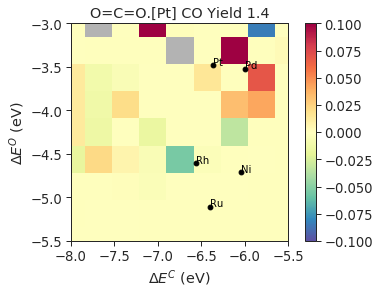 O=C=O.[Pt] CO Yield 1.4
ΔE^O (eV)
−3.0
−3.5
−4.0
−4.5
−5.0
−5.5
Pt
Pd
Rh
Ni
Ru
−8.0 −7.5 −7.0 −6.5 −6.0 −5.5
ΔE^C (eV)
0.100
0.075
0.050
0.025
0.000
−0.025
−0.050
−0.075
−0.100